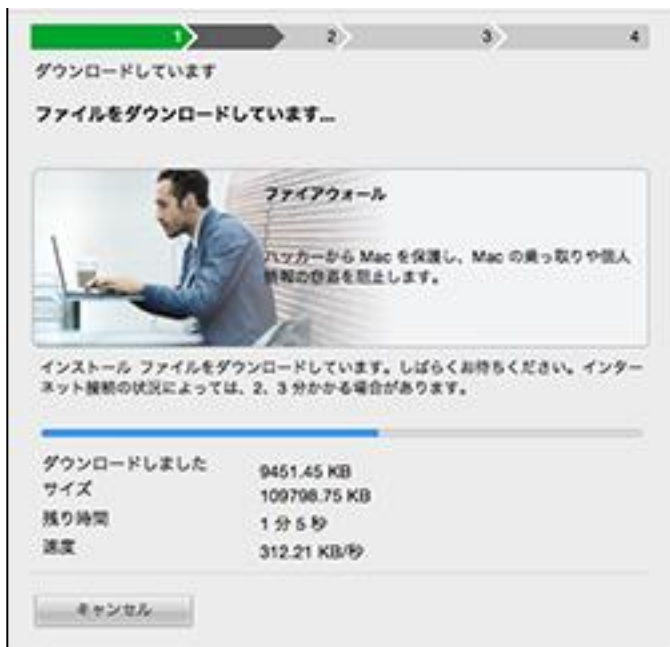 1 2 3 4
ダウンロードしています
ファイルをダウンロードしています...
ファイアウォール
ハッカーから Mac を保護し、Mac の乗っ取りや個人
情報の窃盗を阻止します。
インストール ファイルをダウンロードしています。しばらくお待ちください。インター
ネット接続の状況によっては、2、3 分かかる場合があります。
ダウンロードしました 9451.45 KB
サイズ 109798.75 KB
残り時間 1 分 5 秒
速度 312.21 KB/秒
キャンセル